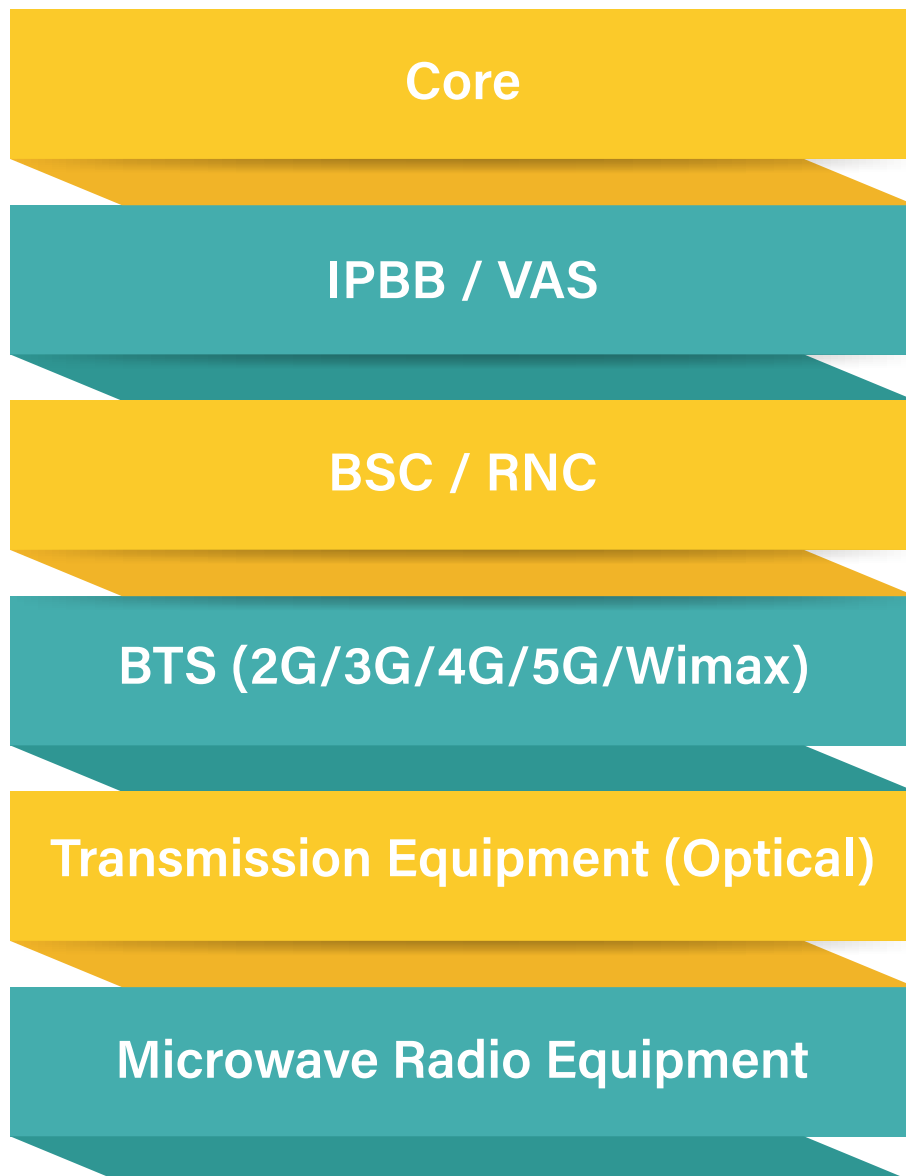 Core
IPBB / VAS
BSC / RNC
BTS (2G/3G/4G/5G/Wimax)
Transmission Equipment (Optical)
Microwave Radio Equipment